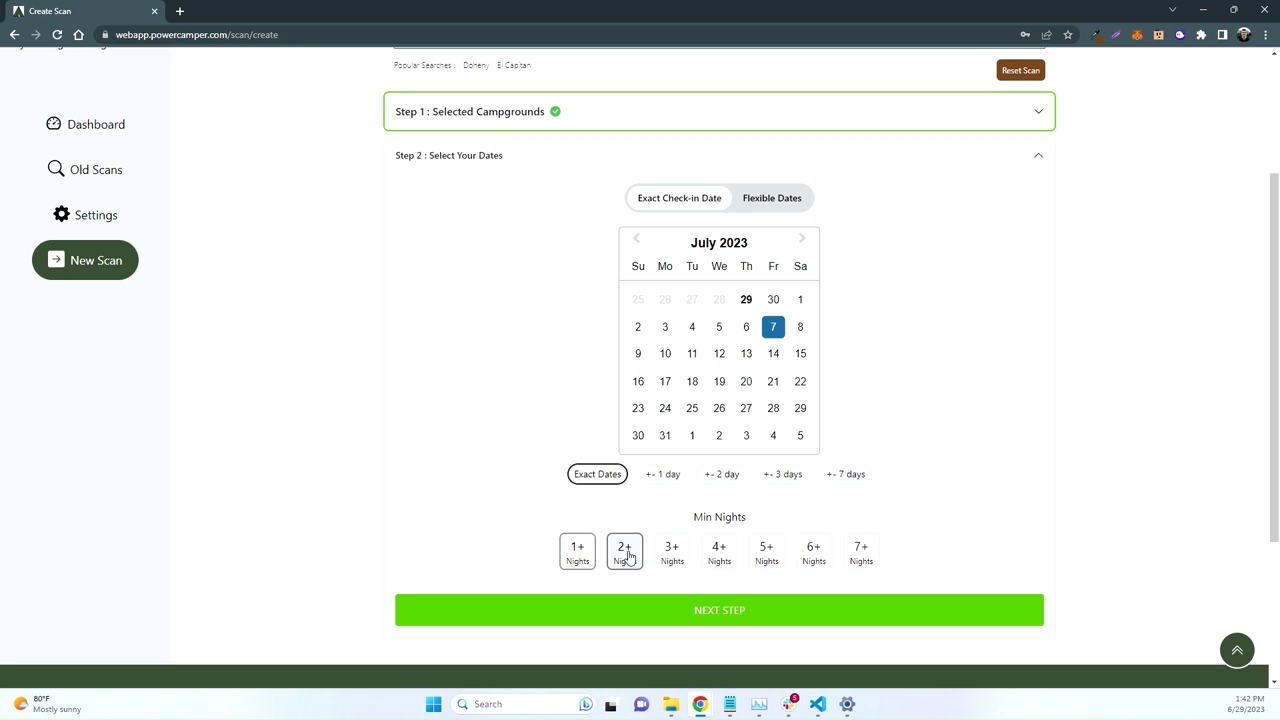 Create Scan
webapp.powercamper.com/scan/create
Popular Searches : Doheny El Capitan
Reset Scan
Dashboard
Old Scans
Settings
New Scan
Step 1 : Selected Campgrounds
Step 2 : Select Your Dates
Exact Check-in Date Flexible Dates
July 2023
Su Mo Tu We Th Fr Sa
25 26 27 28 29 30 1
2 3 4 5 6 7 8
9 10 11 12 13 14 15
16 17 18 19 20 21 22
23 24 25 26 27 28 29
30 31 1 2 3 4 5
Exact Dates +- 1 day +- 2 day +- 3 days +- 7 days
Min Nights
1+ 2+ 3+ 4+ 5+ 6+ 7+
Nights Nights Nights Nights Nights Nights Nights
NEXT STEP
80°F
Mostly sunny
Search
5
1:42 PM
6/29/2023